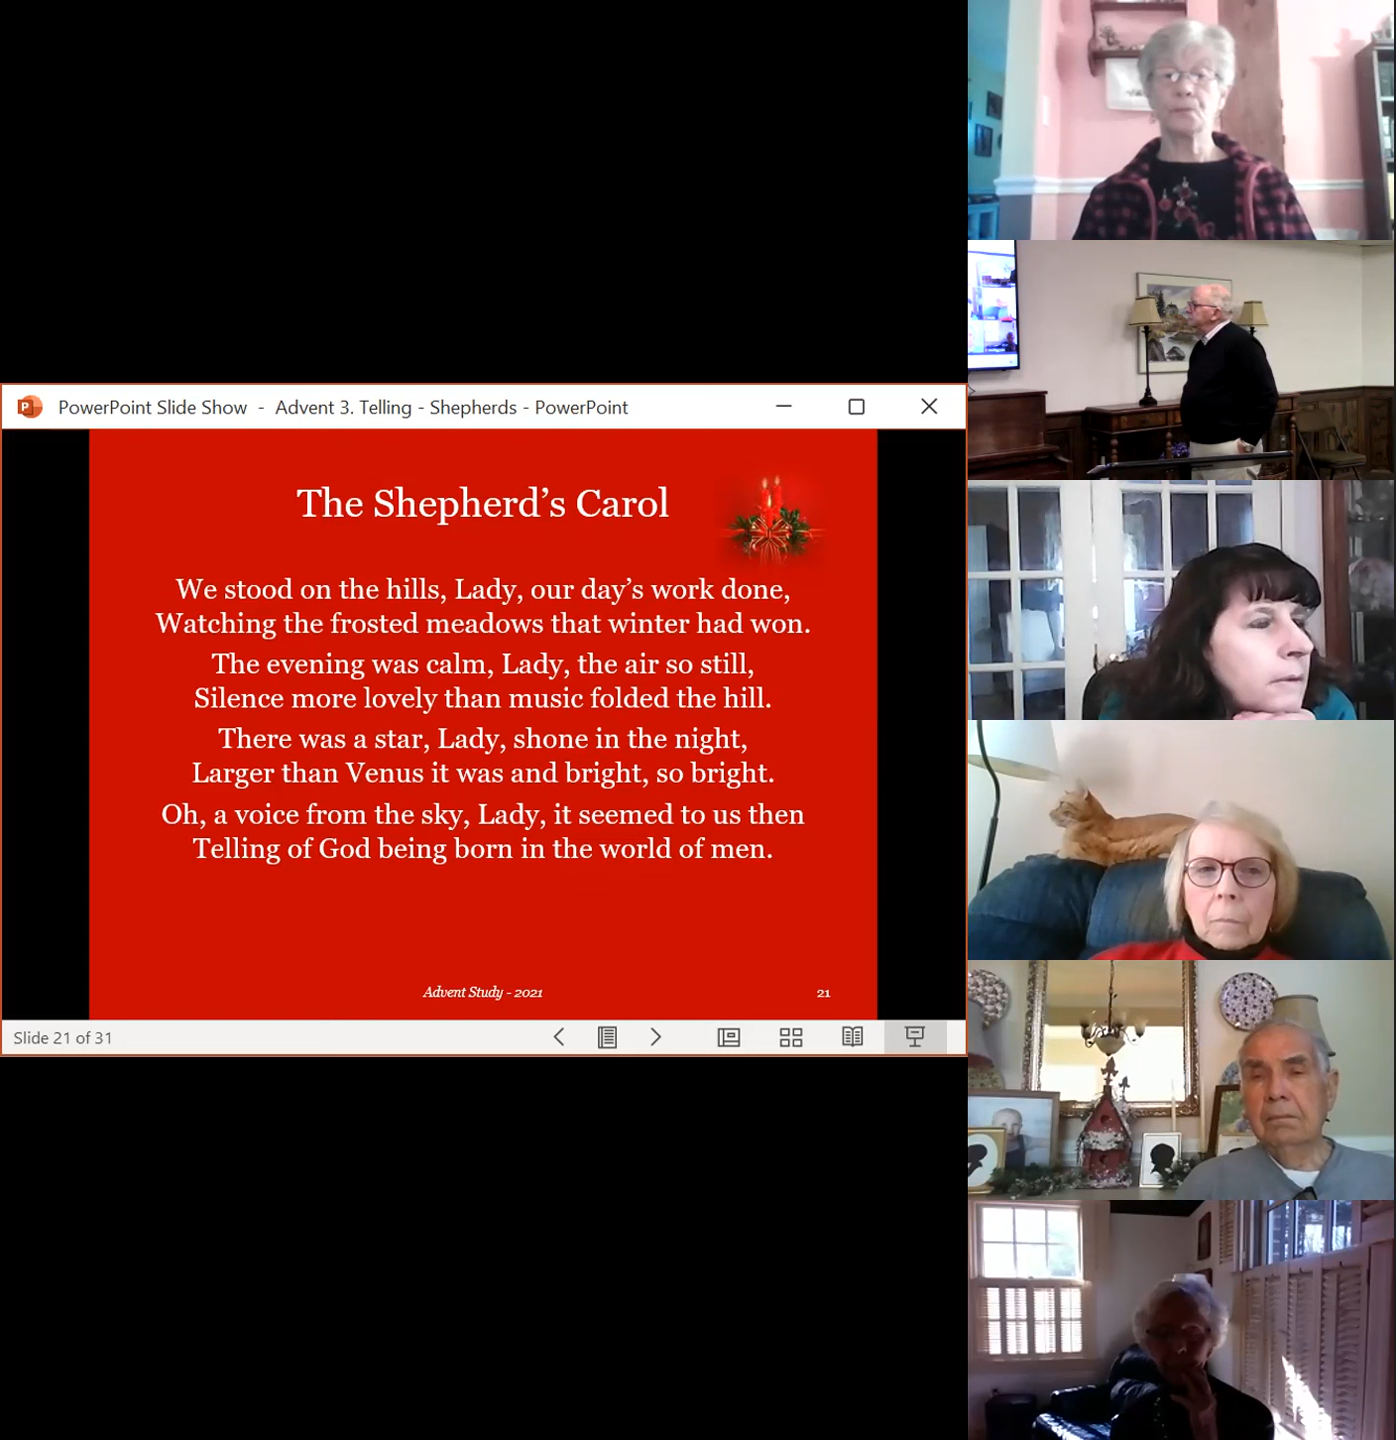 PowerPoint Slide Show - Advent 3. Telling - Shepherds - PowerPoint
The Shepherd’s Carol
We stood on the hills, Lady, our day’s work done,
Watching the frosted meadows that winter had won.
The evening was calm, Lady, the air so still,
Silence more lovely than music folded the hill.
There was a star, Lady, shone in the night,
Larger than Venus it was and bright, so bright.
Oh, a voice from the sky, Lady, it seemed to us then
Telling of God being born in the world of men.
Advent Study - 2021
21
Slide 21 of 31